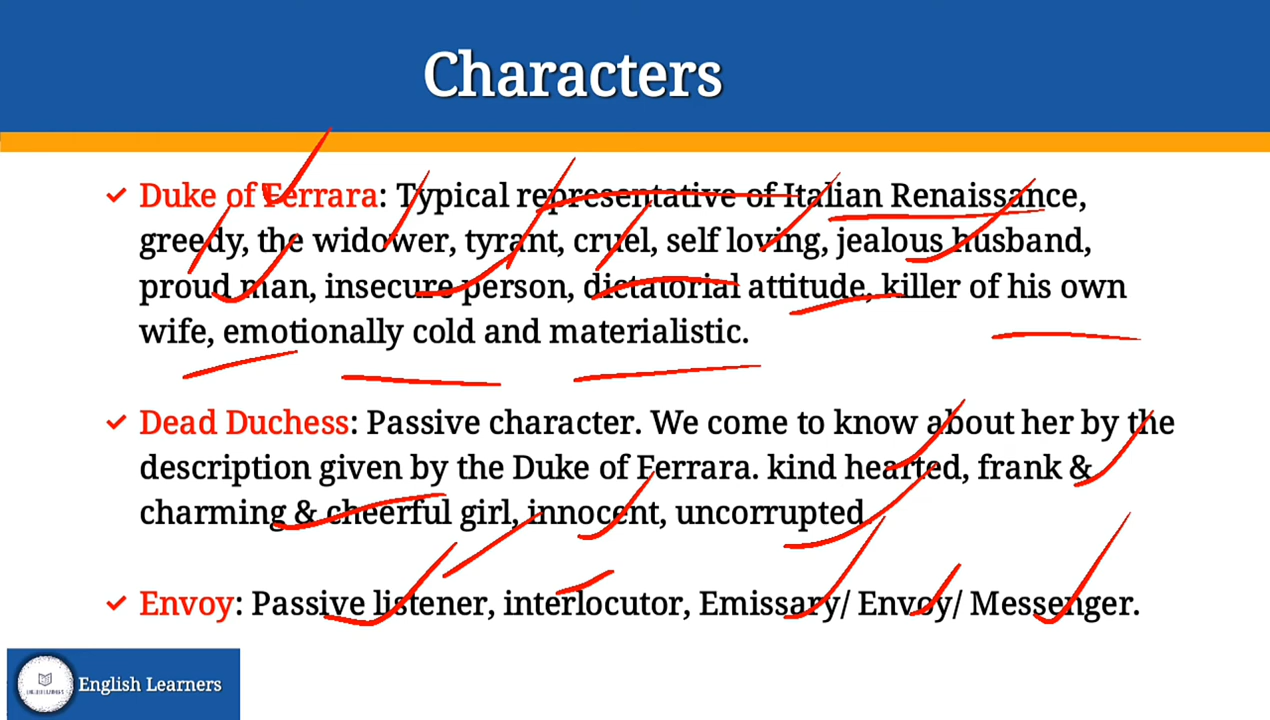 Characters
Duke of Ferrara: Typical representative of Italian Renaissance,
greedy, the widower, tyrant, cruel, self loving, jealous husband,
proud man, insecure person, dictatorial attitude, killer of his own
wife, emotionally cold and materialistic.
Dead Duchess: Passive character. We come to know about her by the
description given by the Duke of Ferrara. kind hearted, frank &
charming & cheerful girl, innocent, uncorrupted.
Envoy: Passive listener, interlocutor, Emissary/ Envoy/ Messenger.
English Learners